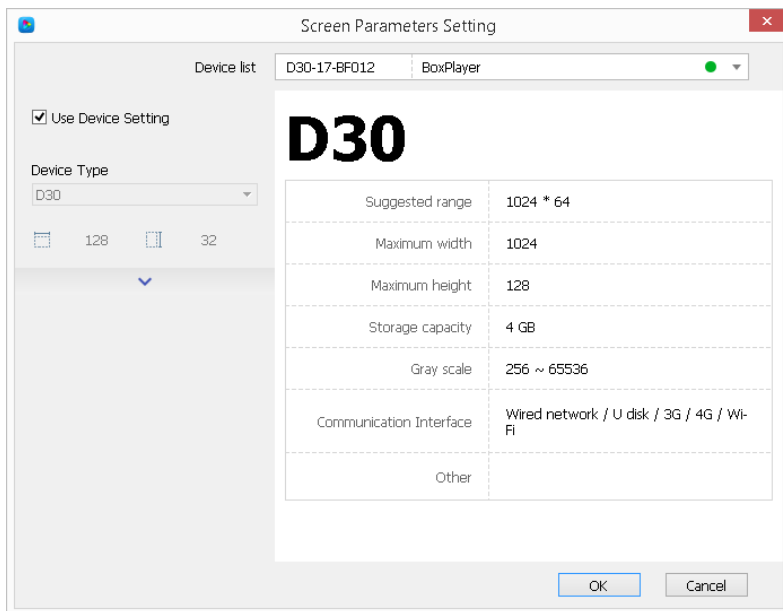 Screen Parameters Setting
Device list
D30-17-BF012 BoxPlayer
Use Device Setting
Device Type
D30
128 32
D30
Suggested range 1024 * 64
Maximum width 1024
Maximum height 128
Storage capacity 4 GB
Gray scale 256 ~ 65536
Communication Interface Wired network / U disk / 3G / 4G / Wi-
Fi
Other
OK Cancel